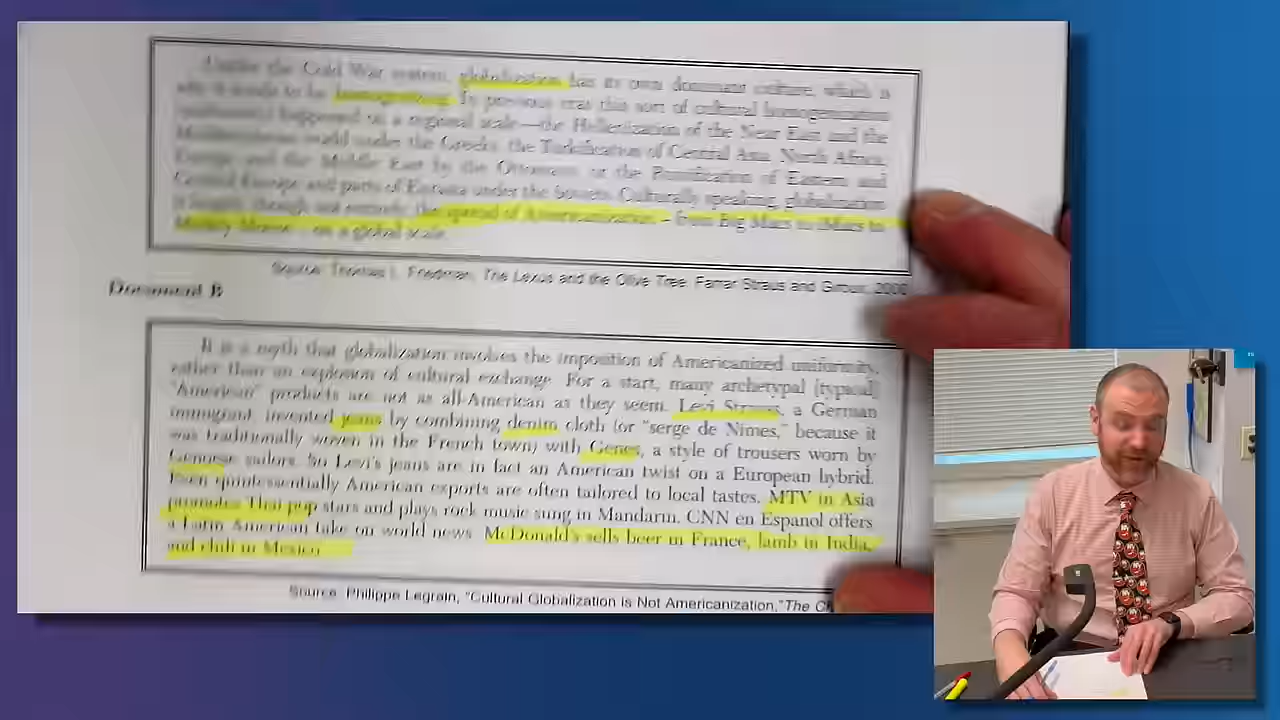 Unlike the Cold War system, globalization has its own dominant culture, which is
why it tends to be homogenizing. In previous eras this sort of cultural homogenization
happened on a regional scale—the Hellenization of the Near East and the
Mediterranean world under the Greeks, the Turkification of Central Asia, North Africa,
Europe and the Middle East by the Ottomans, or the Russification of Eastern and
Central Europe and parts of Eurasia under the Soviets. Culturally speaking, globalization
is largely, though not entirely, the spread of Americanization – from Big Macs to iMacs to
Mickey Mouse – on a global scale.
Source: Thomas L. Friedman, The Lexus and the Olive Tree, Farrar Straus and Giroux, 2000
Document B
It is a myth that globalization involves the imposition of Americanized uniformity,
rather than an explosion of cultural exchange. For a start, many archetypal [typical]
"American" products are not as all-American as they seem. Levi Strauss, a German
immigrant, invented jeans by combining denim cloth (or "serge de Nîmes," because it
was traditionally woven in the French town) with Genes, a style of trousers worn by
Genoese sailors. So Levi's jeans are in fact an American twist on a European hybrid.
Even quintessentially American exports are often tailored to local tastes. MTV in Asia
promotes Thai pop stars and plays rock music sung in Mandarin. CNN en Espanol offers
a Latin American take on world news. McDonald's sells beer in France, lamb in India,
and chili in Mexico.
Source: Philippe Legrain, "Cultural Globalization is Not Americanization," The